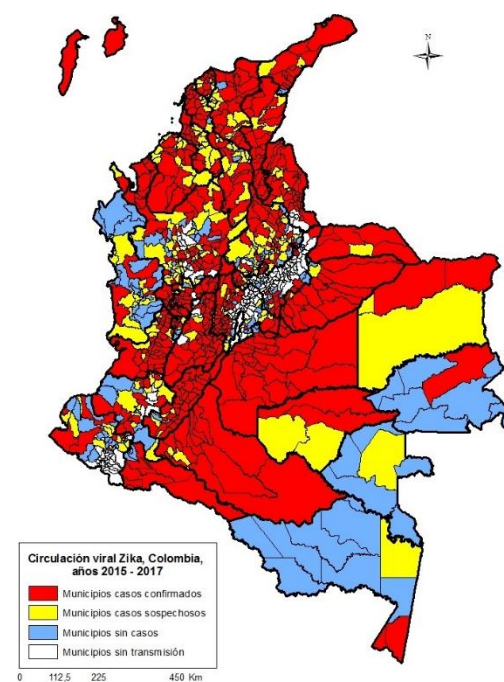 N
Circulación viral Zika, Colombia,
años 2015 - 2017
Municipios casos confirmados
Municipios casos sospechosos
Municipios sin casos
Municipios sin transmisión
0 112,5 225 450 Km